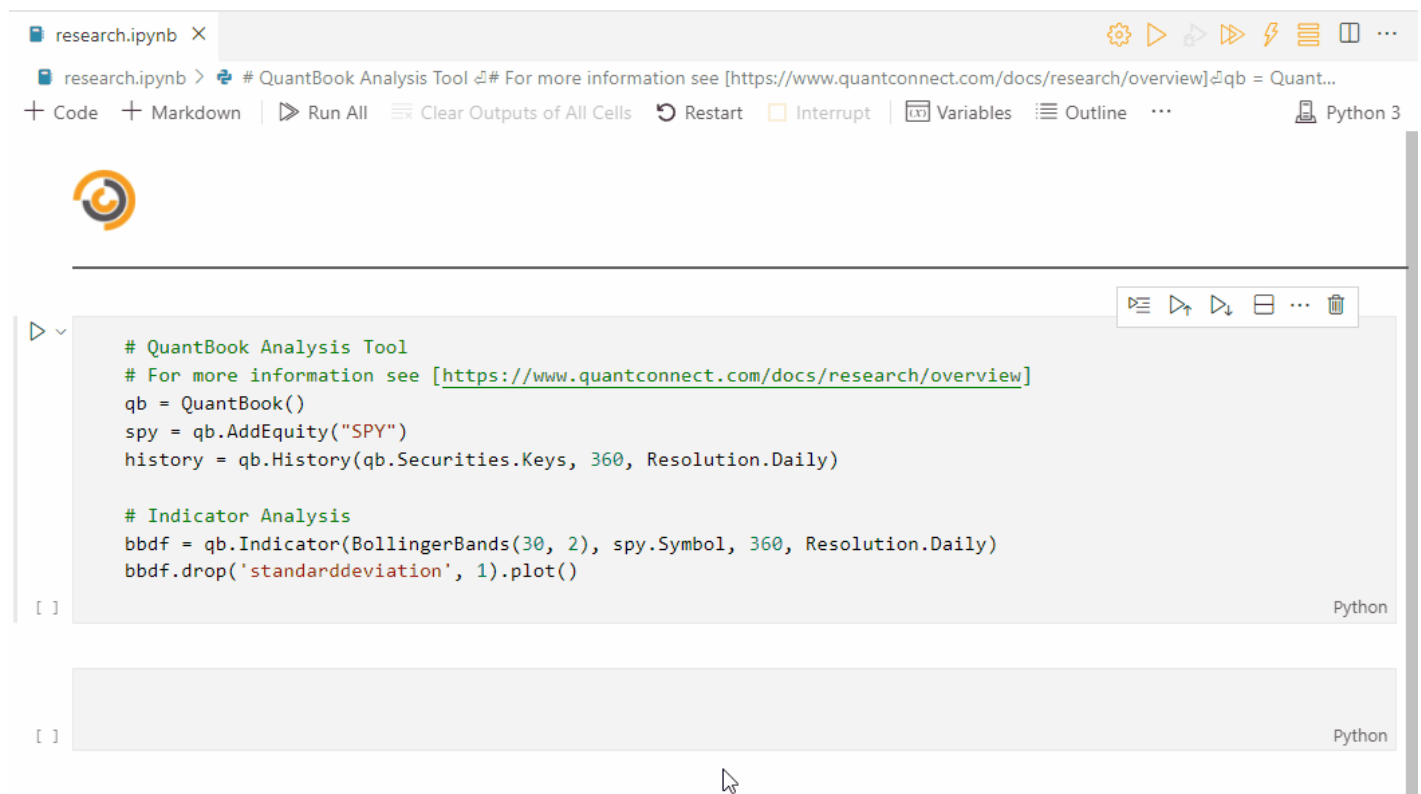 research.ipynb
research.ipynb > # QuantBook Analysis Tool ⏎# For more information see [https://www.quantconnect.com/docs/research/overview]⏎qb = Quant...
+ Code + Markdown Run All Clear Outputs of All Cells Restart Interrupt Variables Outline ... Python 3
# QuantBook Analysis Tool
# For more information see [https://www.quantconnect.com/docs/research/overview]
qb = QuantBook()
spy = qb.AddEquity("SPY")
history = qb.History(qb.Securities.Keys, 360, Resolution.Daily)
# Indicator Analysis
bbdf = qb.Indicator(BollingerBands(30, 2), spy.Symbol, 360, Resolution.Daily)
bbdf.drop('standarddeviation', 1).plot()
[ ] Python
[ ] Python